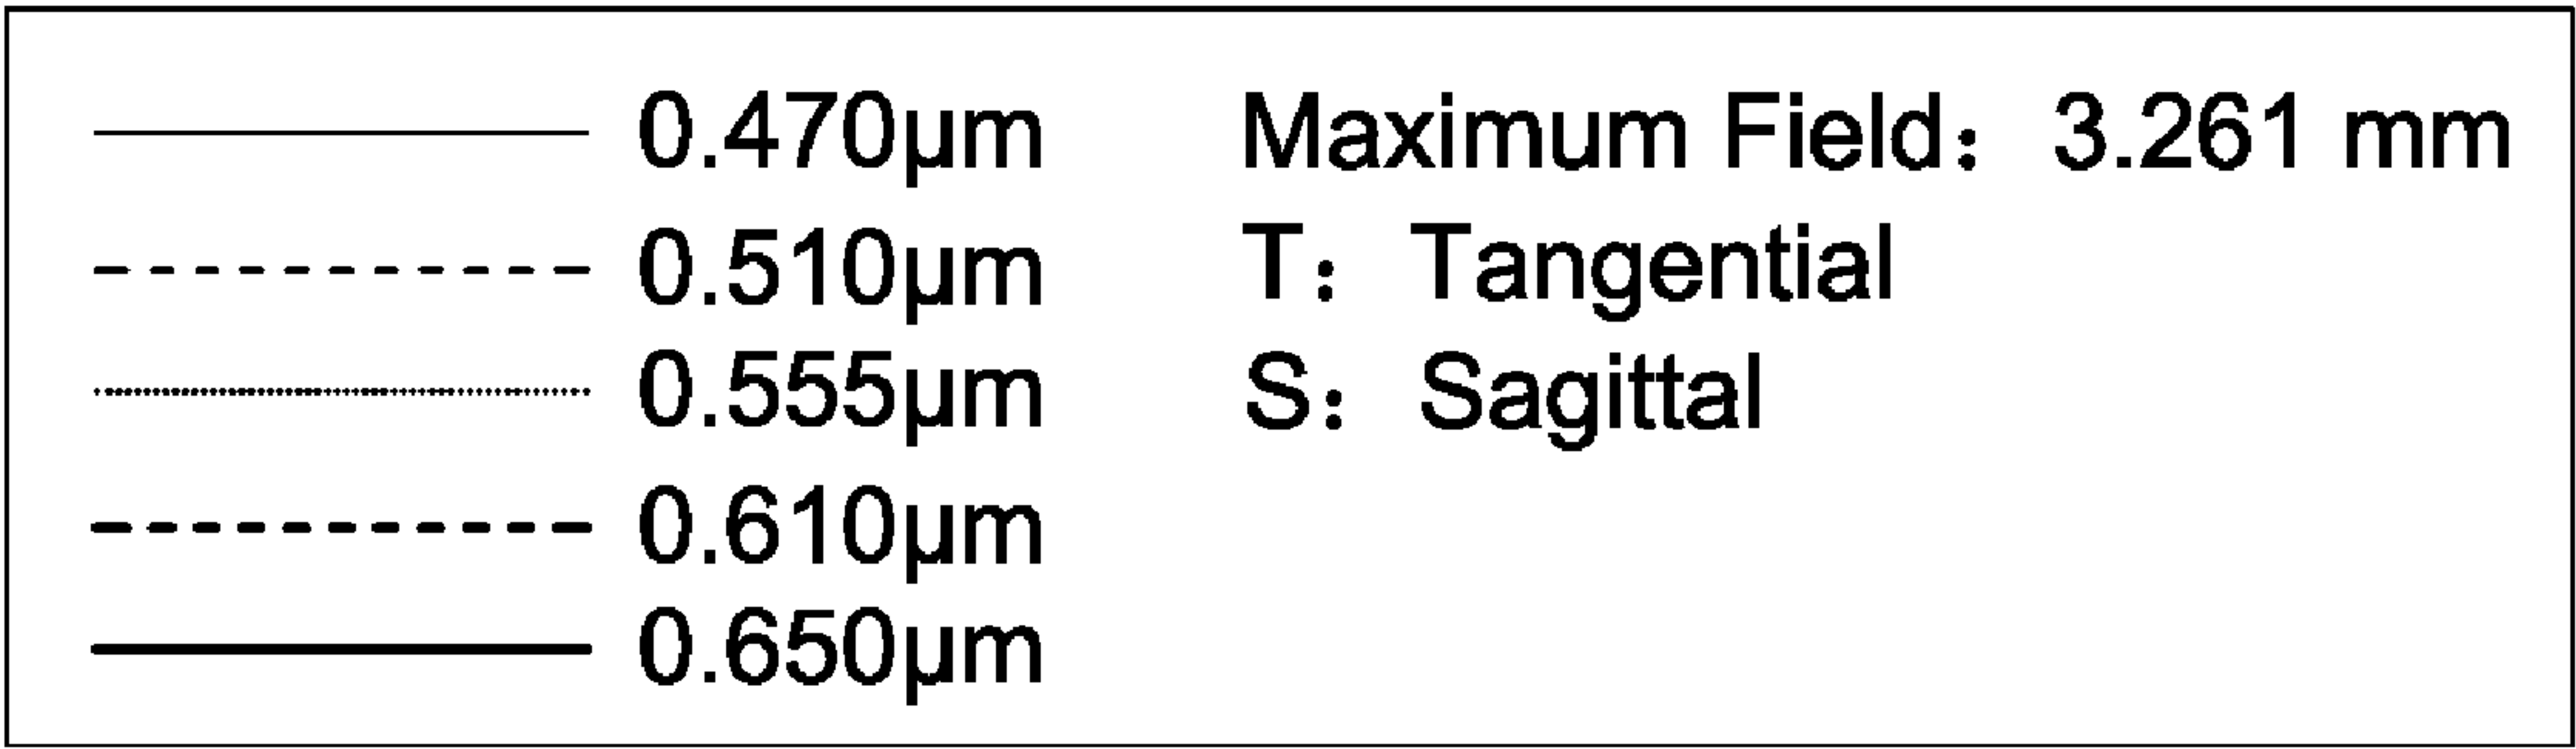 0.470µm Maximum Field： 3.261 mm
0.510µm T： Tangential
0.555µm S： Sagittal
0.610µm
0.650µm